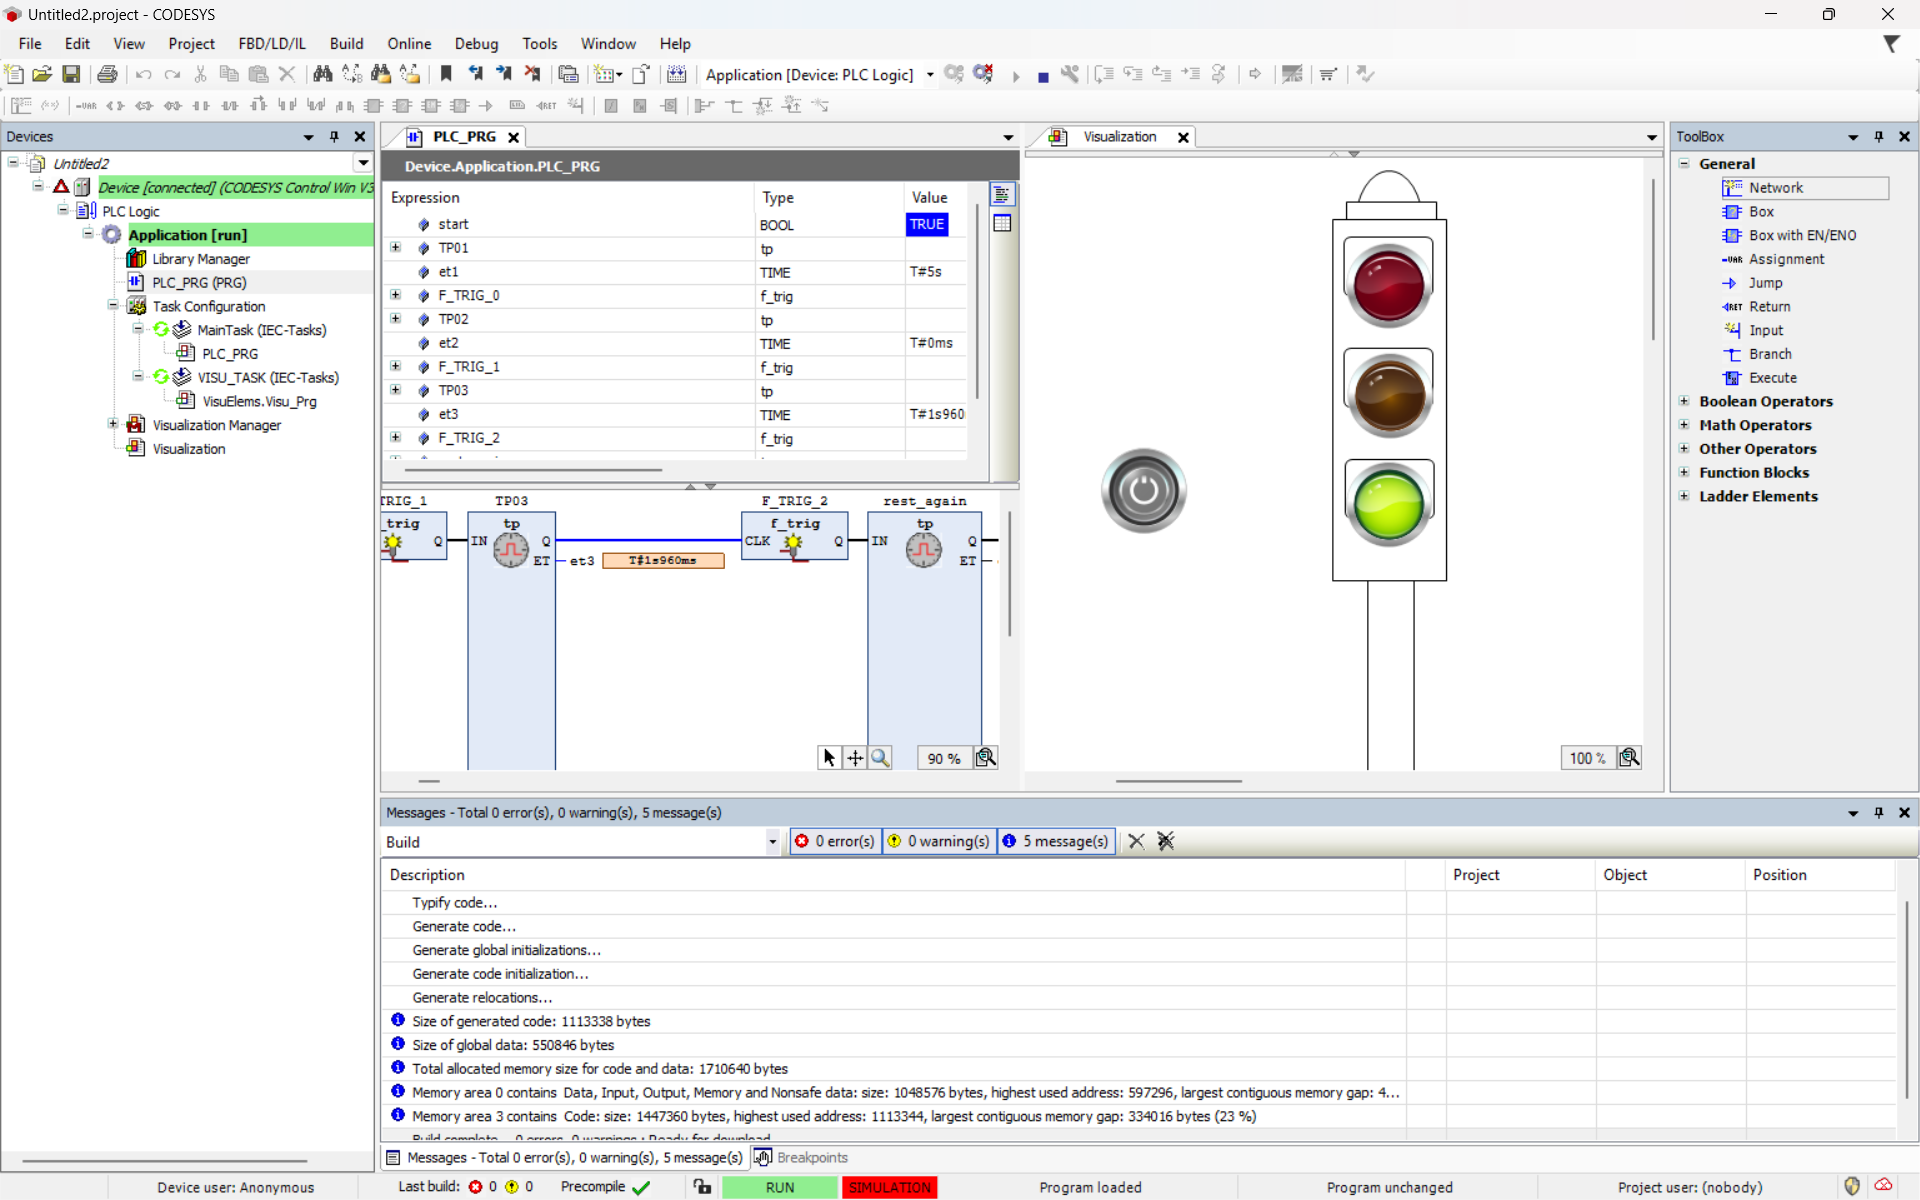 Untitled2.project - CODESYS
File Edit View Project FBD/LD/IL Build Online Debug Tools Window Help
Application [Device: PLC Logic]
Devices
Untitled2
Device [connected] (CODESYS Control Win V3
PLC Logic
Application [run]
Library Manager
PLC_PRG (PRG)
Task Configuration
MainTask (IEC-Tasks)
PLC_PRG
VISU_TASK (IEC-Tasks)
VisuElems.Visu_Prg
Visualization Manager
Visualization
PLC_PRG
Device.Application.PLC_PRG
Expression Type Value
start BOOL TRUE
TP01 tp
et1 TIME T#5s
F_TRIG_0 f_trig
TP02 tp
et2 TIME T#0ms
F_TRIG_1 f_trig
TP03 tp
et3 TIME T#1s960
F_TRIG_2 f_trig
TRIG_1 TP03 F_TRIG_2 rest_again
_trig tp f_trig tp
Q IN Q CLK Q IN Q
ET et3 T#1s960ms ET
90 %
Visualization
100 %
ToolBox
General
Network
Box
Box with EN/ENO
-VAR Assignment
Jump
RET Return
Input
Branch
Execute
Boolean Operators
Math Operators
Other Operators
Function Blocks
Ladder Elements
Messages - Total 0 error(s), 0 warning(s), 5 message(s)
Build 0 error(s) 0 warning(s) 5 message(s)
Description Project Object Position
Typify code...
Generate code...
Generate global initializations...
Generate code initialization...
Generate relocations...
Size of generated code: 1113338 bytes
Size of global data: 550846 bytes
Total allocated memory size for code and data: 1710640 bytes
Memory area 0 contains Data, Input, Output, Memory and Nonsafe data: size: 1048576 bytes, highest used address: 597296, largest contiguous memory gap: 4...
Memory area 3 contains Code: size: 1447360 bytes, highest used address: 1113344, largest contiguous memory gap: 334016 bytes (23 %)
Build complete -- 0 errors, 0 warnings : Ready for download
Messages - Total 0 error(s), 0 warning(s), 5 message(s) Breakpoints
Device user: Anonymous Last build: 0 0 Precompile RUN SIMULATION Program loaded Program unchanged Project user: (nobody)